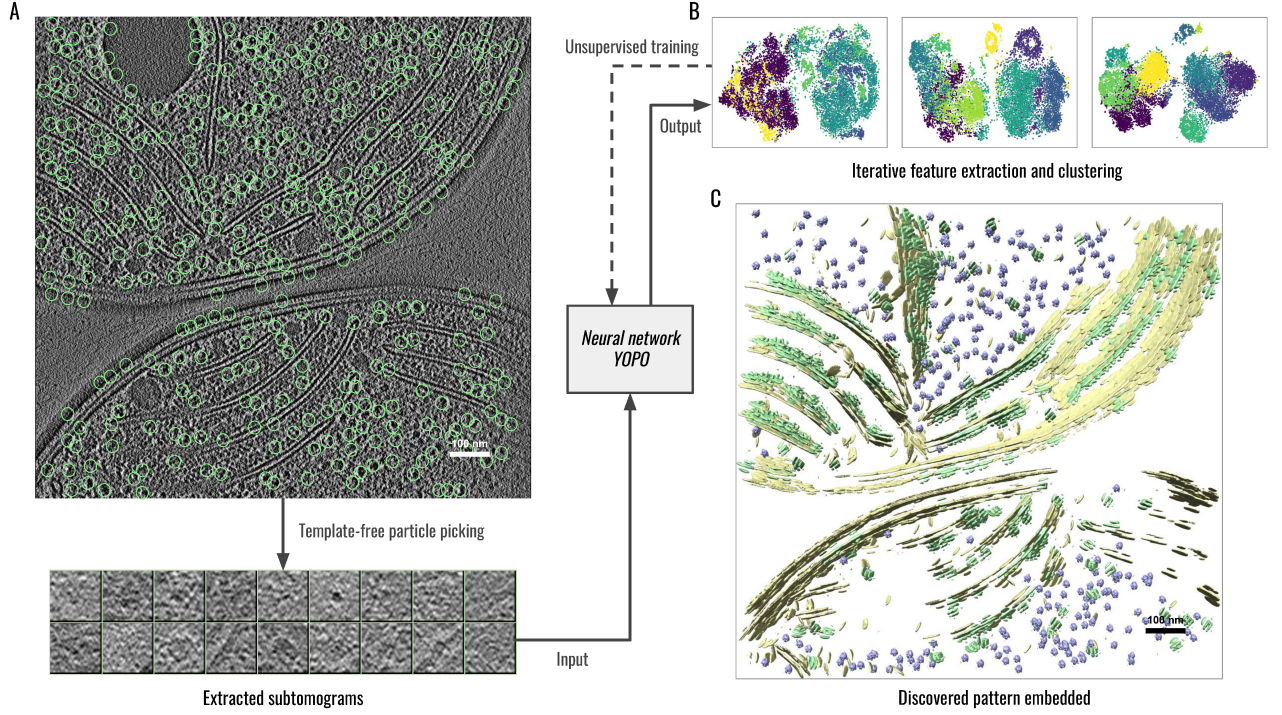 A
100 nm
Template-free particle picking
Extracted subtomograms
Input
Neural network
YOPO
Unsupervised training
Output
B
Iterative feature extraction and clustering
C
100 nm
Discovered pattern embedded